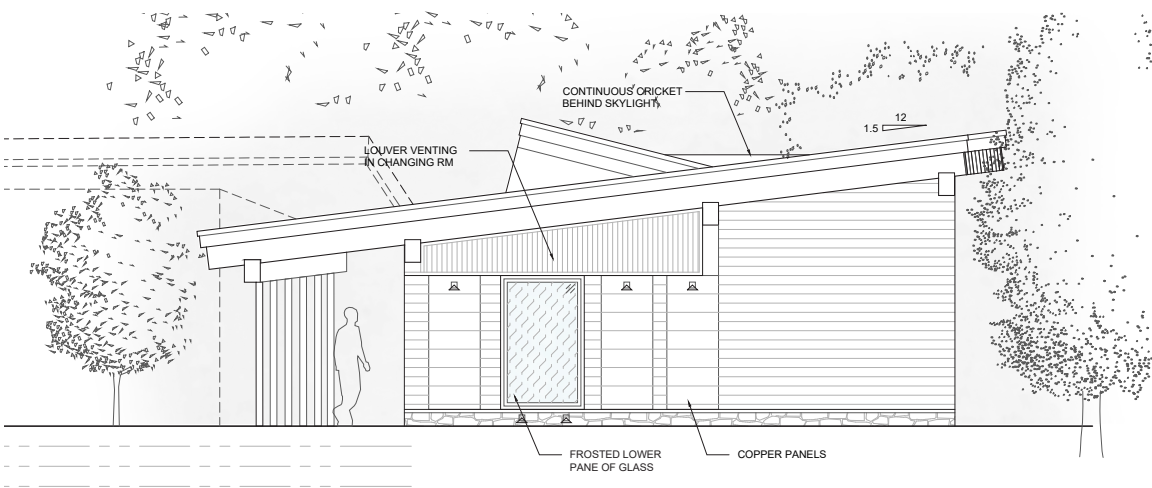 CONTINUOUS CRICKET
BEHIND SKYLIGHT
12
1.5
LOUVER VENTING
IN CHANGING RM
FROSTED LOWER
PANE OF GLASS
COPPER PANELS